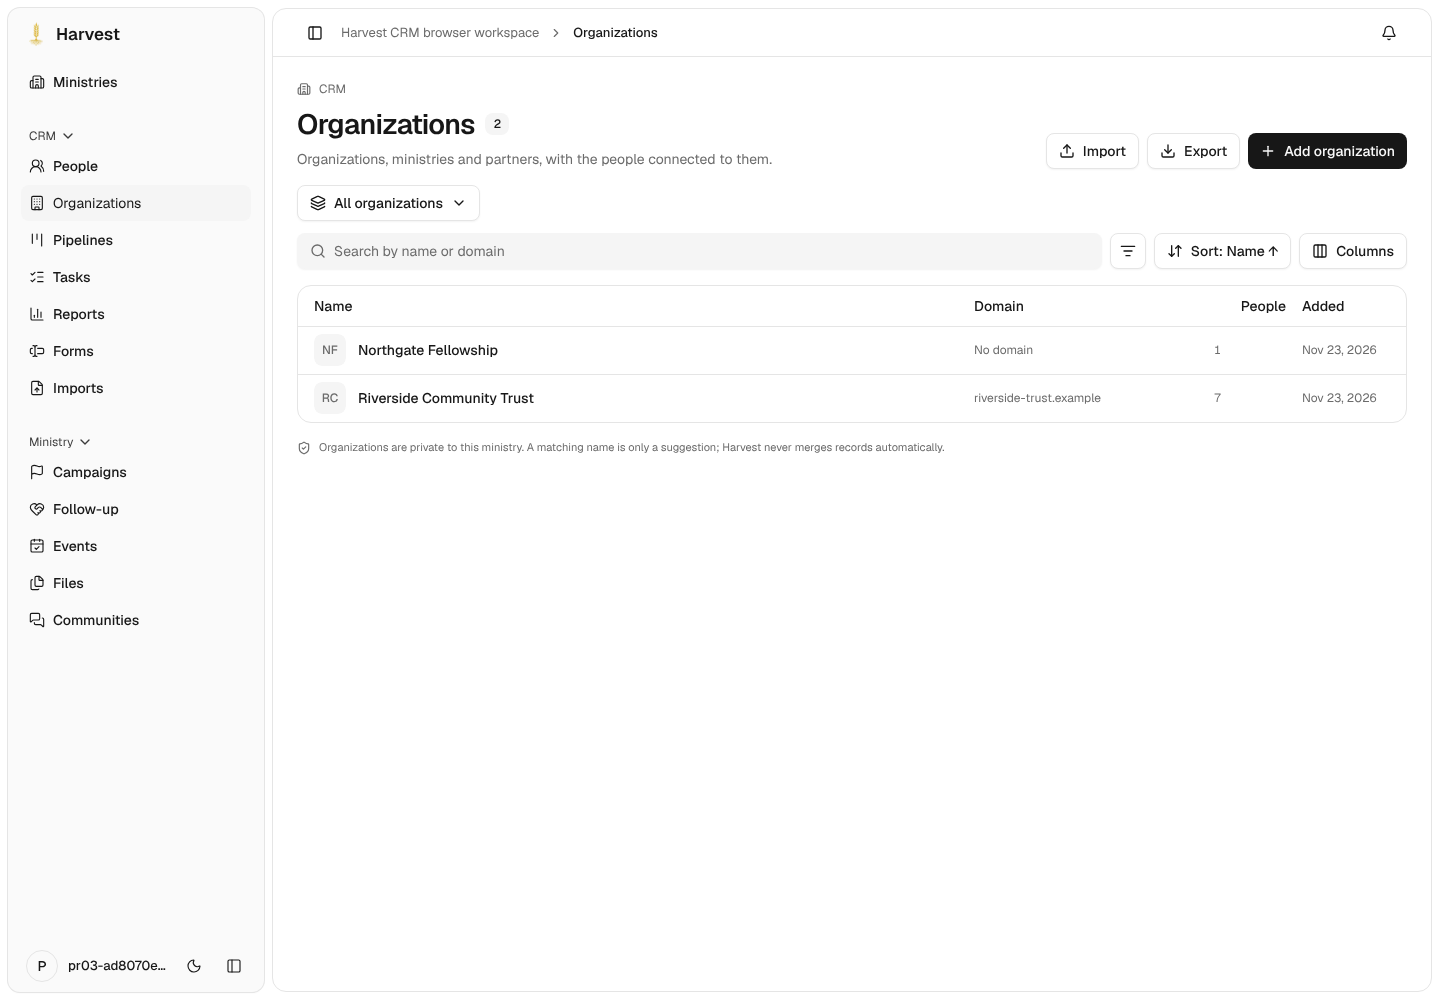 Harvest
Ministries
CRM
People
Organizations
Pipelines
Tasks
Reports
Forms
Imports
Ministry
Campaigns
Follow-up
Events
Files
Communities
P pr03-ad8070e...
Harvest CRM browser workspace > Organizations
CRM
Organizations 2
Organizations, ministries and partners, with the people connected to them.
Import Export + Add organization
All organizations
Search by name or domain Sort: Name ↑ Columns
Name Domain People Added
NF Northgate Fellowship No domain 1 Nov 23, 2026
RC Riverside Community Trust riverside-trust.example 7 Nov 23, 2026
Organizations are private to this ministry. A matching name is only a suggestion; Harvest never merges records automatically.